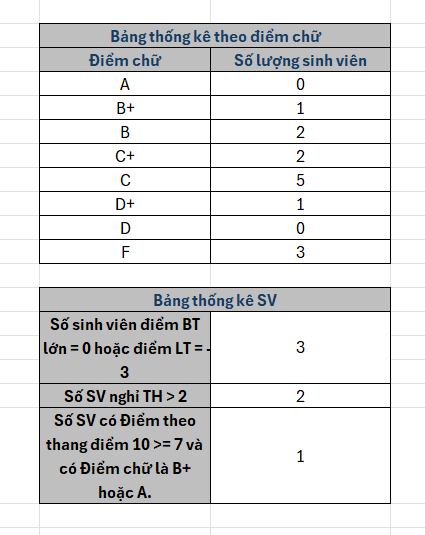 Bảng thống kê theo điểm chữ
Điểm chữ Số lượng sinh viên
A 0
B+ 1
B 2
C+ 2
C 5
D+ 1
D 0
F 3
Bảng thống kê SV
Số sinh viên điểm BT
lớn = 0 hoặc điểm LT = -
3
3
Số SV nghỉ TH > 2 2
Số SV có Điểm theo
thang điểm 10 >= 7 và
có Điểm chữ là B+
hoặc A.
1